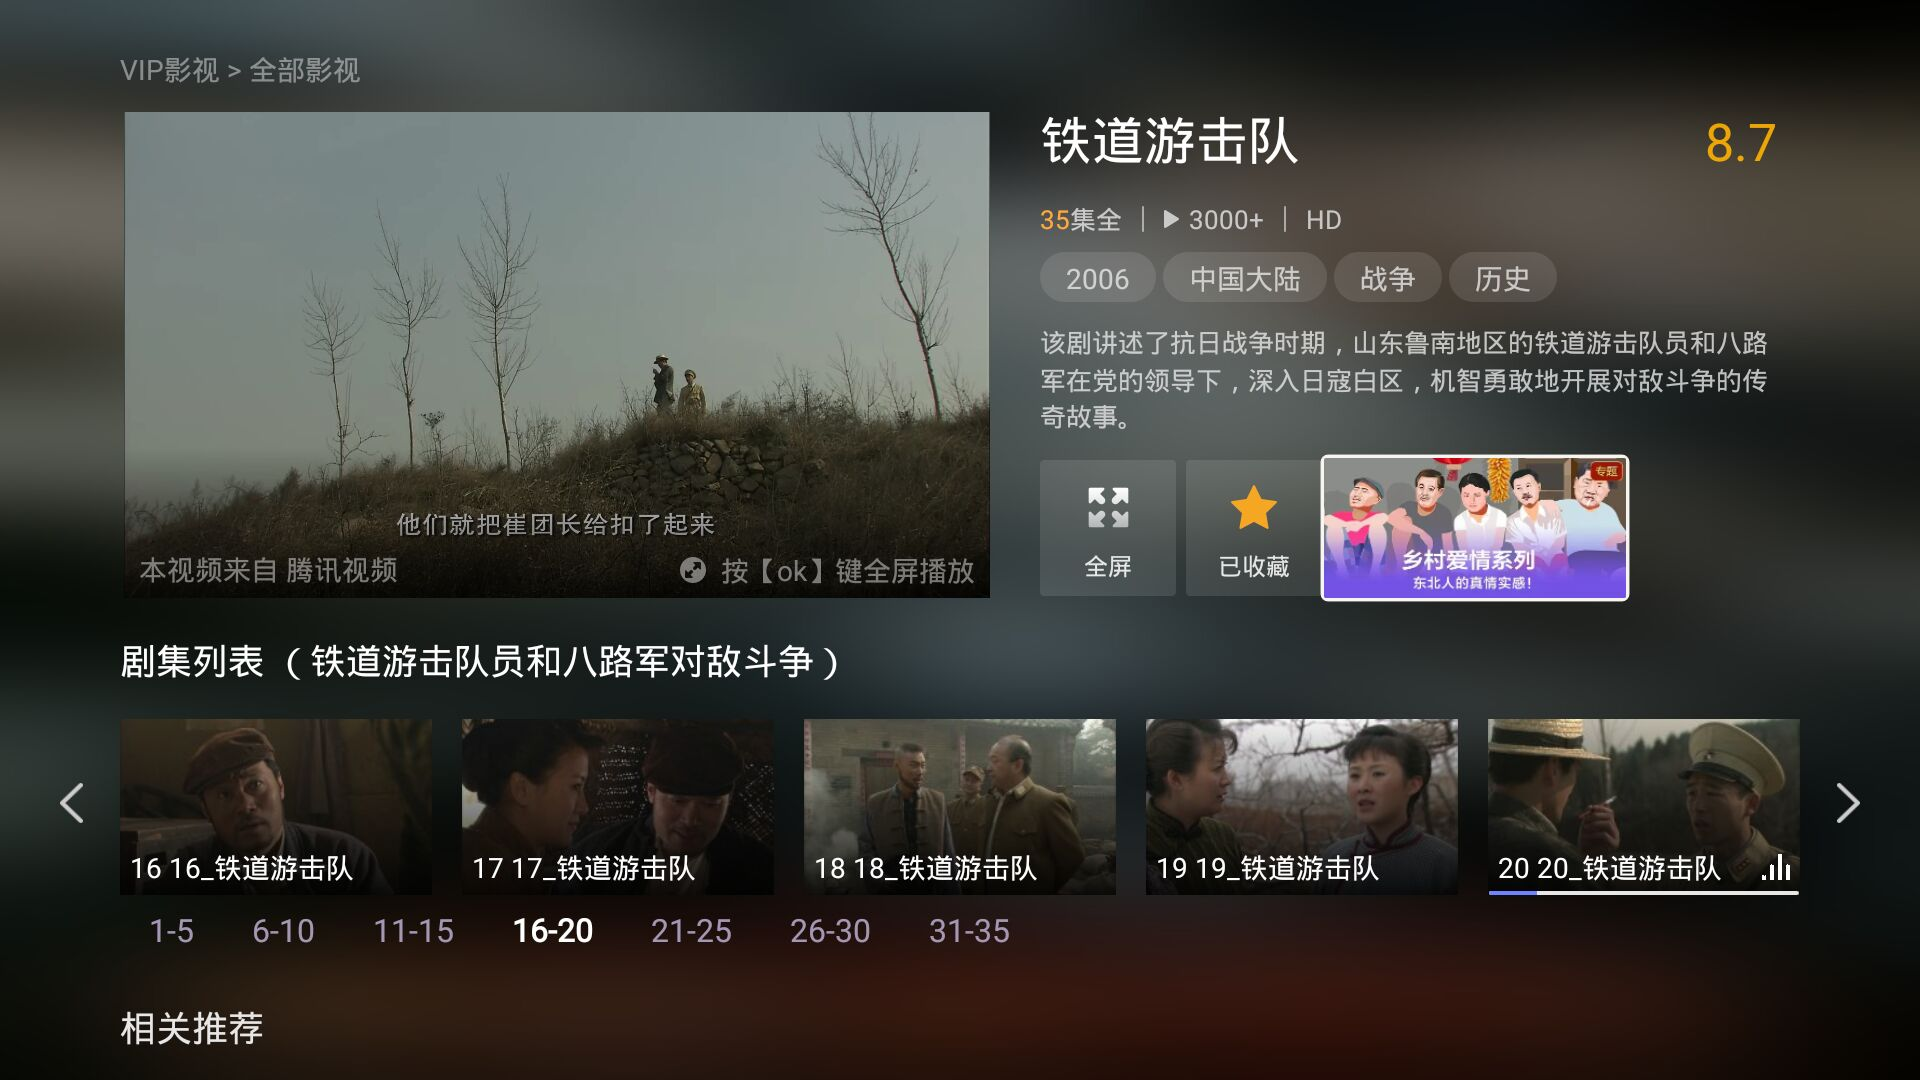 VIP影视 > 全部影视
铁道游击队
8.7
35集全 | ▶ 3000+ | HD
2006 中国大陆 战争 历史
该剧讲述了抗日战争时期，山东鲁南地区的铁道游击队员和八路
军在党的领导下，深入日寇白区，机智勇敢地开展对敌斗争的传
奇故事。
他们就把崔团长给扣了起来
本视频来自 腾讯视频
按【ok】键全屏播放
全屏
已收藏
专题
乡村爱情系列
东北人的真情实感!
剧集列表 （铁道游击队员和八路军对敌斗争）
16 16_铁道游击队
17 17_铁道游击队
18 18_铁道游击队
19 19_铁道游击队
20 20_铁道游击队
1-5 6-10 11-15 16-20 21-25 26-30 31-35
相关推荐